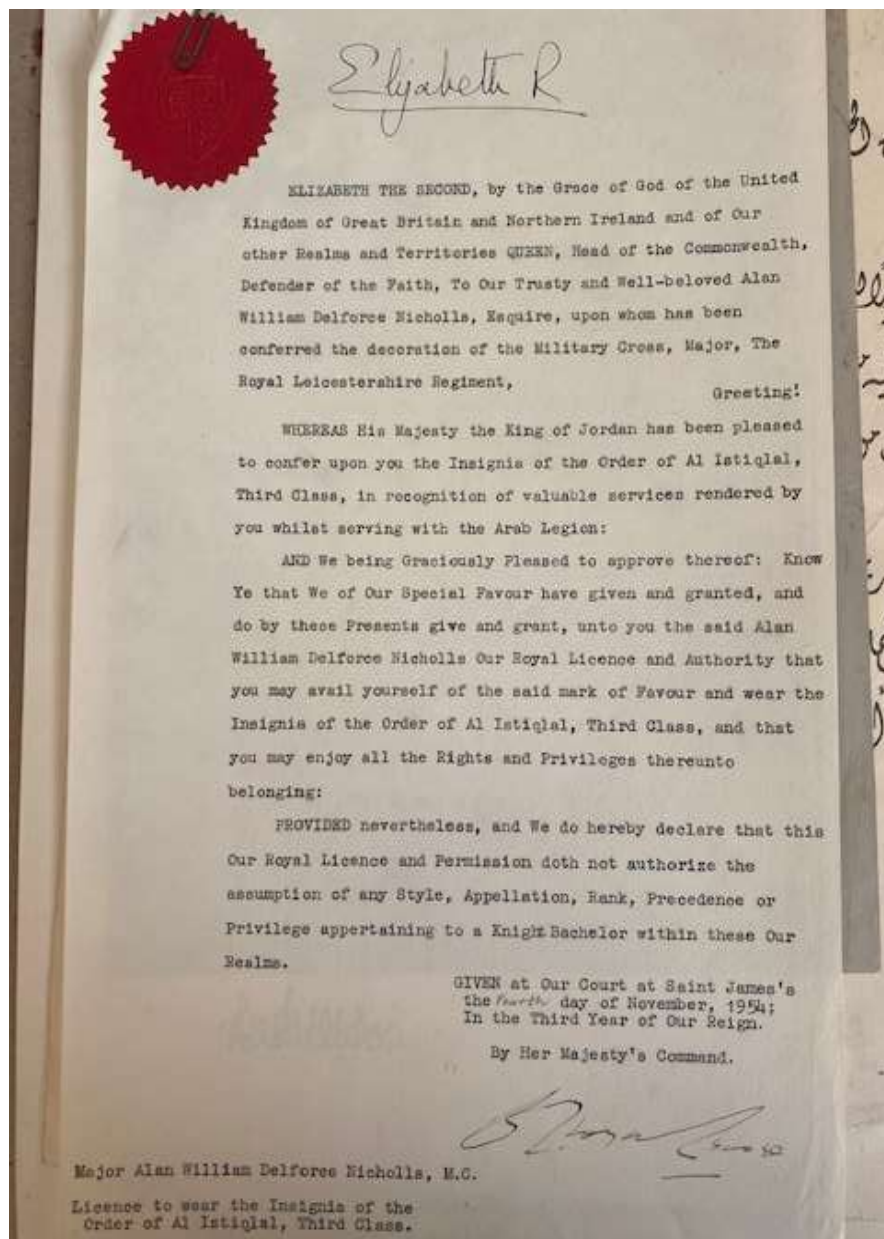 Elizabeth R
ELIZABETH THE SECOND, by the Grace of God of the United
Kingdom of Great Britain and Northern Ireland and of Our
other Realms and Territories QUEEN, Head of the Commonwealth,
Defender of the Faith, To Our Trusty and Well-beloved Alan
William Delforce Nicholls, Esquire, upon whom has been
conferred the decoration of the Military Cross, Major, The
Royal Leicestershire Regiment,
Greeting!
WHEREAS His Majesty the King of Jordan has been pleased
to confer upon you the Insignia of the Order of Al Istiqlal,
Third Class, in recognition of valuable services rendered by
you whilst serving with the Arab Legion:
AND We being Graciously Pleased to approve thereof: Know
Ye that We of Our Special Favour have given and granted, and
do by these Presents give and grant, unto you the said Alan
William Delforce Nicholls Our Royal Licence and Authority that
you may avail yourself of the said mark of Favour and wear the
Insignia of the Order of Al Istiqlal, Third Class, and that
you may enjoy all the Rights and Privileges thereunto
belonging:
PROVIDED nevertheless, and We do hereby declare that this
Our Royal Licence and Permission doth not authorize the
assumption of any Style, Appellation, Rank, Precedence or
Privilege appertaining to a Knight Bachelor within these Our
Realms.
GIVEN at Our Court at Saint James's
the fourth day of November, 1954;
In the Third Year of Our Reign.
By Her Majesty's Command.
Major Alan William Delforce Nicholls, M.C.
Licence to wear the Insignia of the
Order of Al Istiqlal, Third Class.